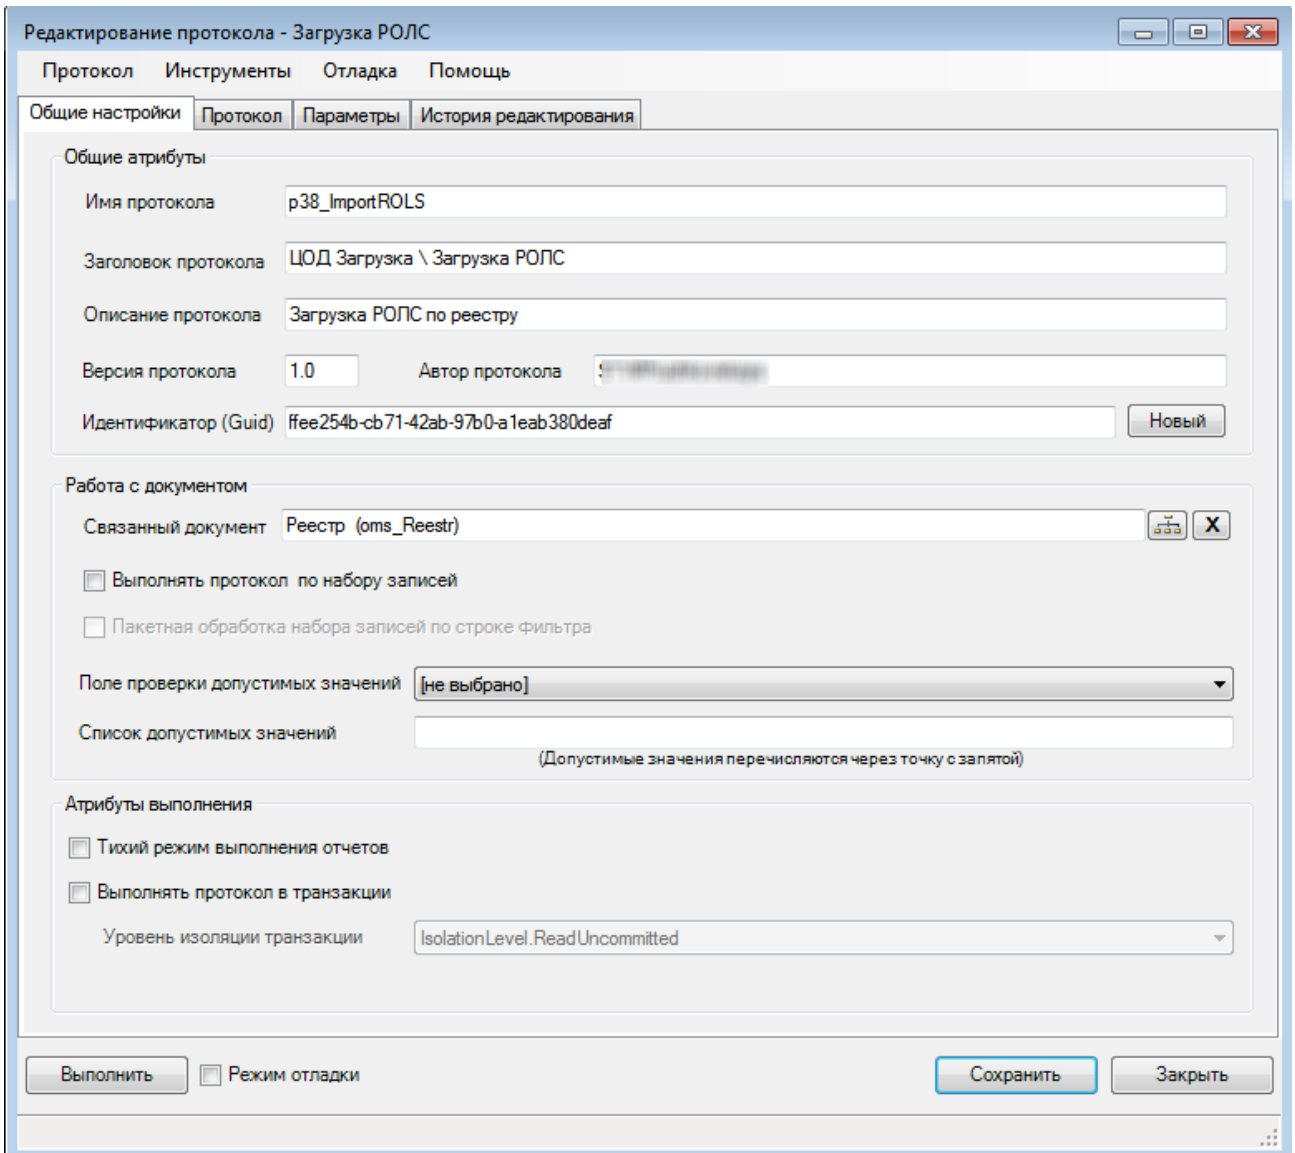 Редактирование протокола - Загрузка РОЛС
Протокол Инструменты Отладка Помощь
Общие настройки Протокол Параметры История редактирования
Общие атрибуты
Имя протокола p38_ImportROLS
Заголовок протокола ЦОД Загрузка \ Загрузка РОЛС
Описание протокола Загрузка РОЛС по реестру
Версия протокола 1.0 Автор протокола
Идентификатор (Guid) ffee254b-cb71-42ab-97b0-a1eab380deaf Новый
Работа с документом
Связанный документ Реестр (oms_Reestr) X
Выполнять протокол по набору записей
Пакетная обработка набора записей по строке фильтра
Поле проверки допустимых значений [не выбрано]
Список допустимых значений
(Допустимые значения перечисляются через точку с запятой)
Атрибуты выполнения
Тихий режим выполнения отчетов
Выполнять протокол в транзакции
Уровень изоляции транзакции IsolationLevel.ReadUncommitted
Выполнить Режим отладки Сохранить Закрыть